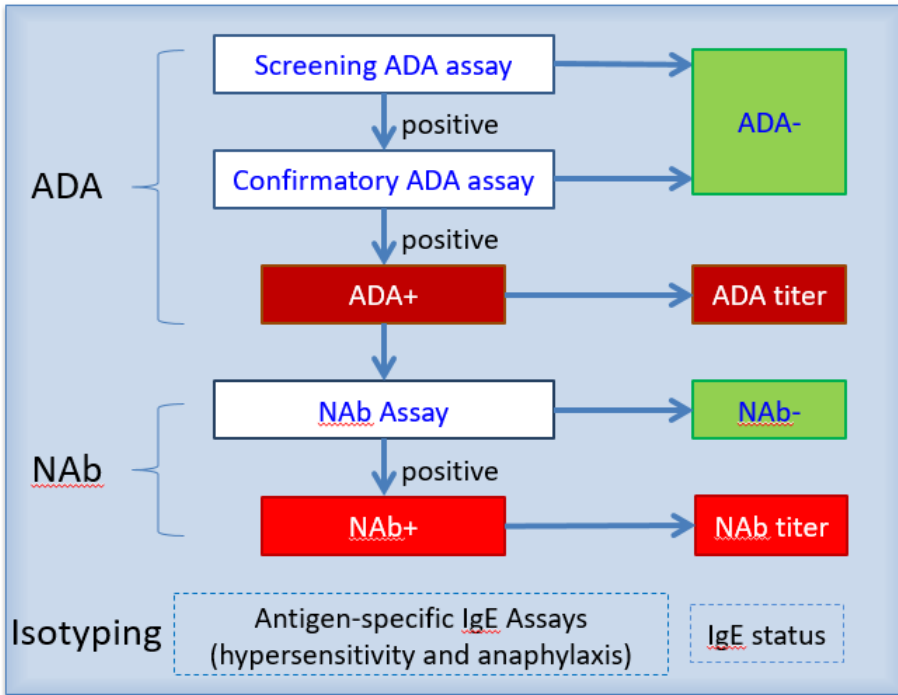 Screening ADA assay
positive
ADA-
ADA
Confirmatory ADA assay
positive
ADA+
ADA titer
NAb Assay
NAb-
NAb
positive
NAb+
NAb titer
Isotyping
Antigen-specific IgE Assays
(hypersensitivity and anaphylaxis)
IgE status